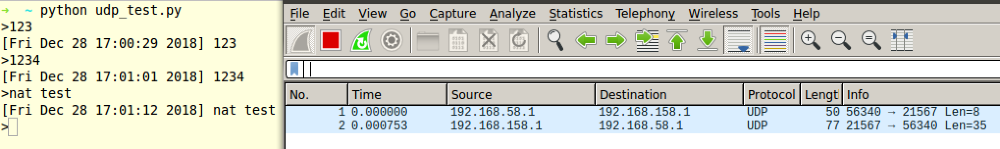 → ~ python udp_test.py
>123
[Fri Dec 28 17:00:29 2018] 123
>1234
[Fri Dec 28 17:01:01 2018] 1234
>nat test
[Fri Dec 28 17:01:12 2018] nat test
>
File Edit View Go Capture Analyze Statistics Telephony Wireless Tools Help
No. Time Source Destination Protocol Lengt Info
1 0.000000 192.168.58.1 192.168.158.1 UDP 50 56340 → 21567 Len=8
2 0.000753 192.168.158.1 192.168.58.1 UDP 77 21567 → 56340 Len=35